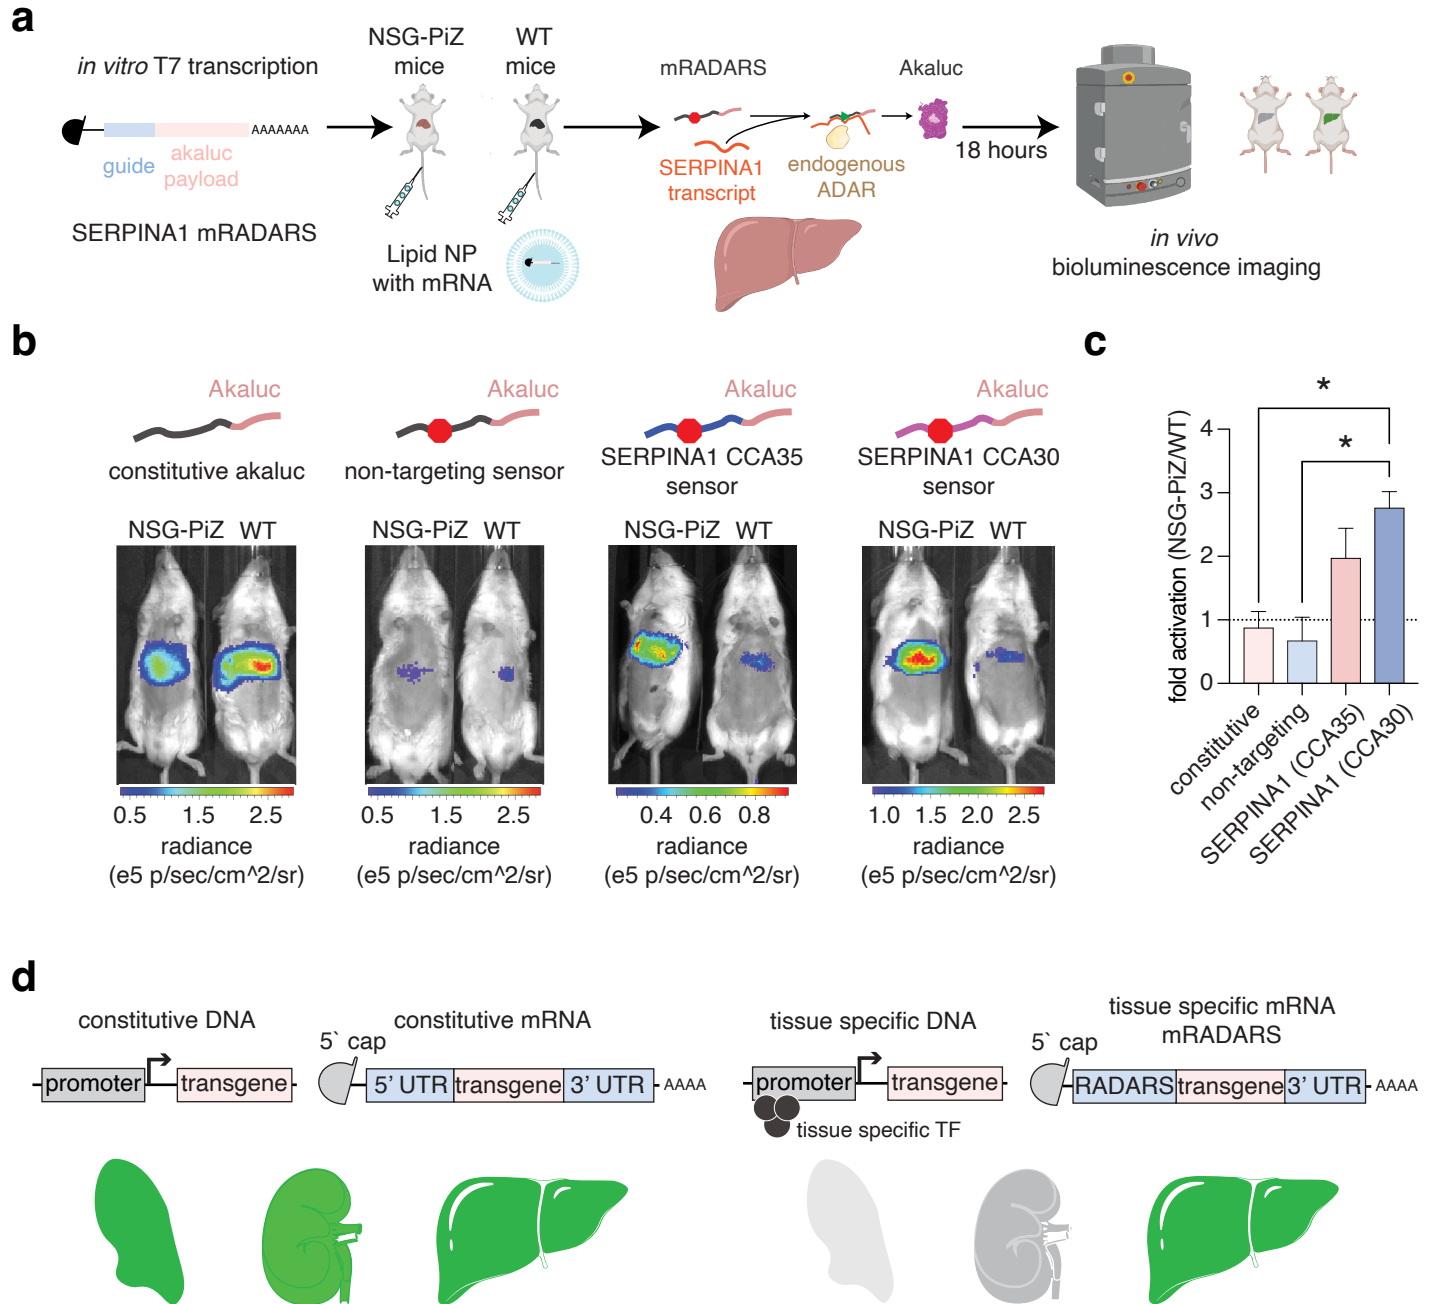 a
in vitro T7 transcription
AAAAAAA
guide
akaluc
payload
SERPINA1 mRADARS
NSG-PiZ
mice
WT
mice
Lipid NP
with mRNA
mRADARS
Akaluc
SERPINA1
transcript
endogenous
ADAR
18 hours
in vivo
bioluminescence imaging
b
Akaluc
constitutive akaluc
NSG-PiZ WT
0.5 1.5 2.5
radiance
(e5 p/sec/cm^2/sr)
Akaluc
non-targeting sensor
NSG-PiZ WT
0.5 1.5 2.5
radiance
(e5 p/sec/cm^2/sr)
Akaluc
SERPINA1 CCA35
sensor
NSG-PiZ WT
0.4 0.6 0.8
radiance
(e5 p/sec/cm^2/sr)
Akaluc
SERPINA1 CCA30
sensor
NSG-PiZ WT
1.0 1.5 2.0 2.5
radiance
(e5 p/sec/cm^2/sr)
c
*
*
fold activation (NSG-PiZ/WT)
4
3
2
1
0
constitutive
non-targeting
SERPINA1 (CCA35)
SERPINA1 (CCA30)
d
constitutive DNA
promoter
transgene
constitutive mRNA
5` cap
5' UTR transgene 3' UTR AAAA
tissue specific DNA
promoter
transgene
tissue specific TF
tissue specific mRNA
mRADARS
5` cap
RADARS transgene 3' UTR AAAA